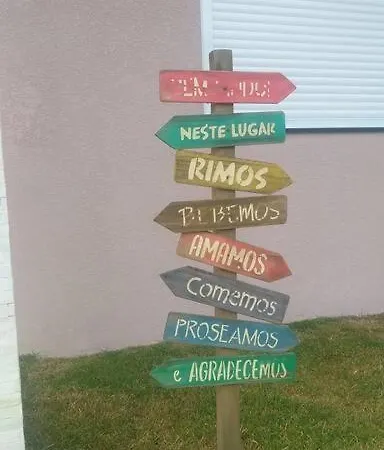 NESTE LUGAR
RIMOS
BEBEMOS
AMAMOS
Comemos
PROSEAMOS
e AGRADECEMOS